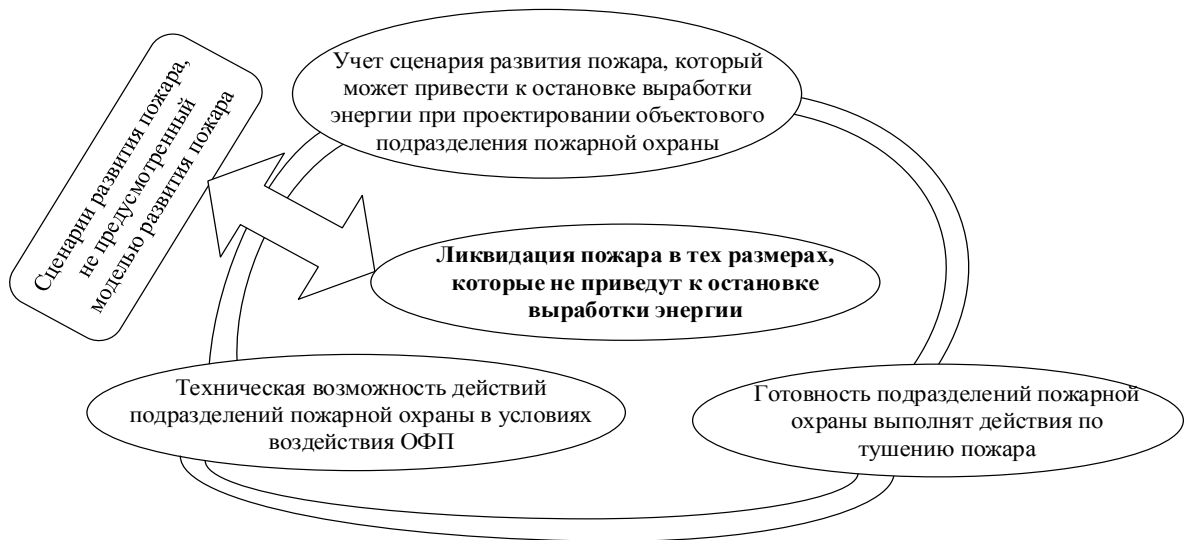 Учет сценария развития пожара, который
может привести к остановке выработки
энергии при проектировании объектового
подразделения пожарной охраны
Сценарии развития пожара,
не предусмотренный
моделью развития пожара
Ликвидация пожара в тех размерах,
которые не приведут к остановке
выработки энергии
Техническая возможность действий
подразделений пожарной охраны в условиях
воздействия ОФП
Готовность подразделений пожарной
охраны выполнят действия по
тушению пожара